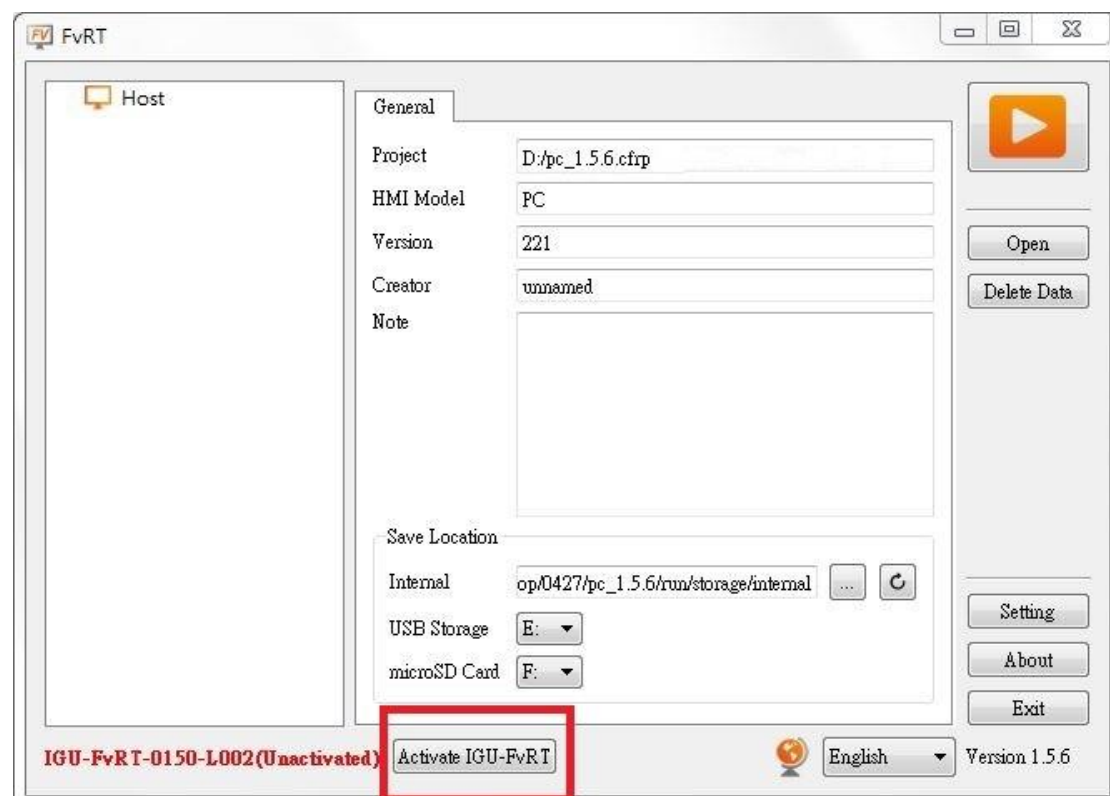 FV FvRT
Host
General
Project D:/pc_1.5.6.cfrp
HMI Model PC
Version 221
Creator unnamed
Note
Save Location
Internal op/0427/pc_1.5.6/run/storage/internal ...
USB Storage E:
microSD Card F:
Open
Delete Data
Setting
About
Exit
IGU-FvRT-0150-L002(Unactivated) Activate IGU-FvRT English Version 1.5.6